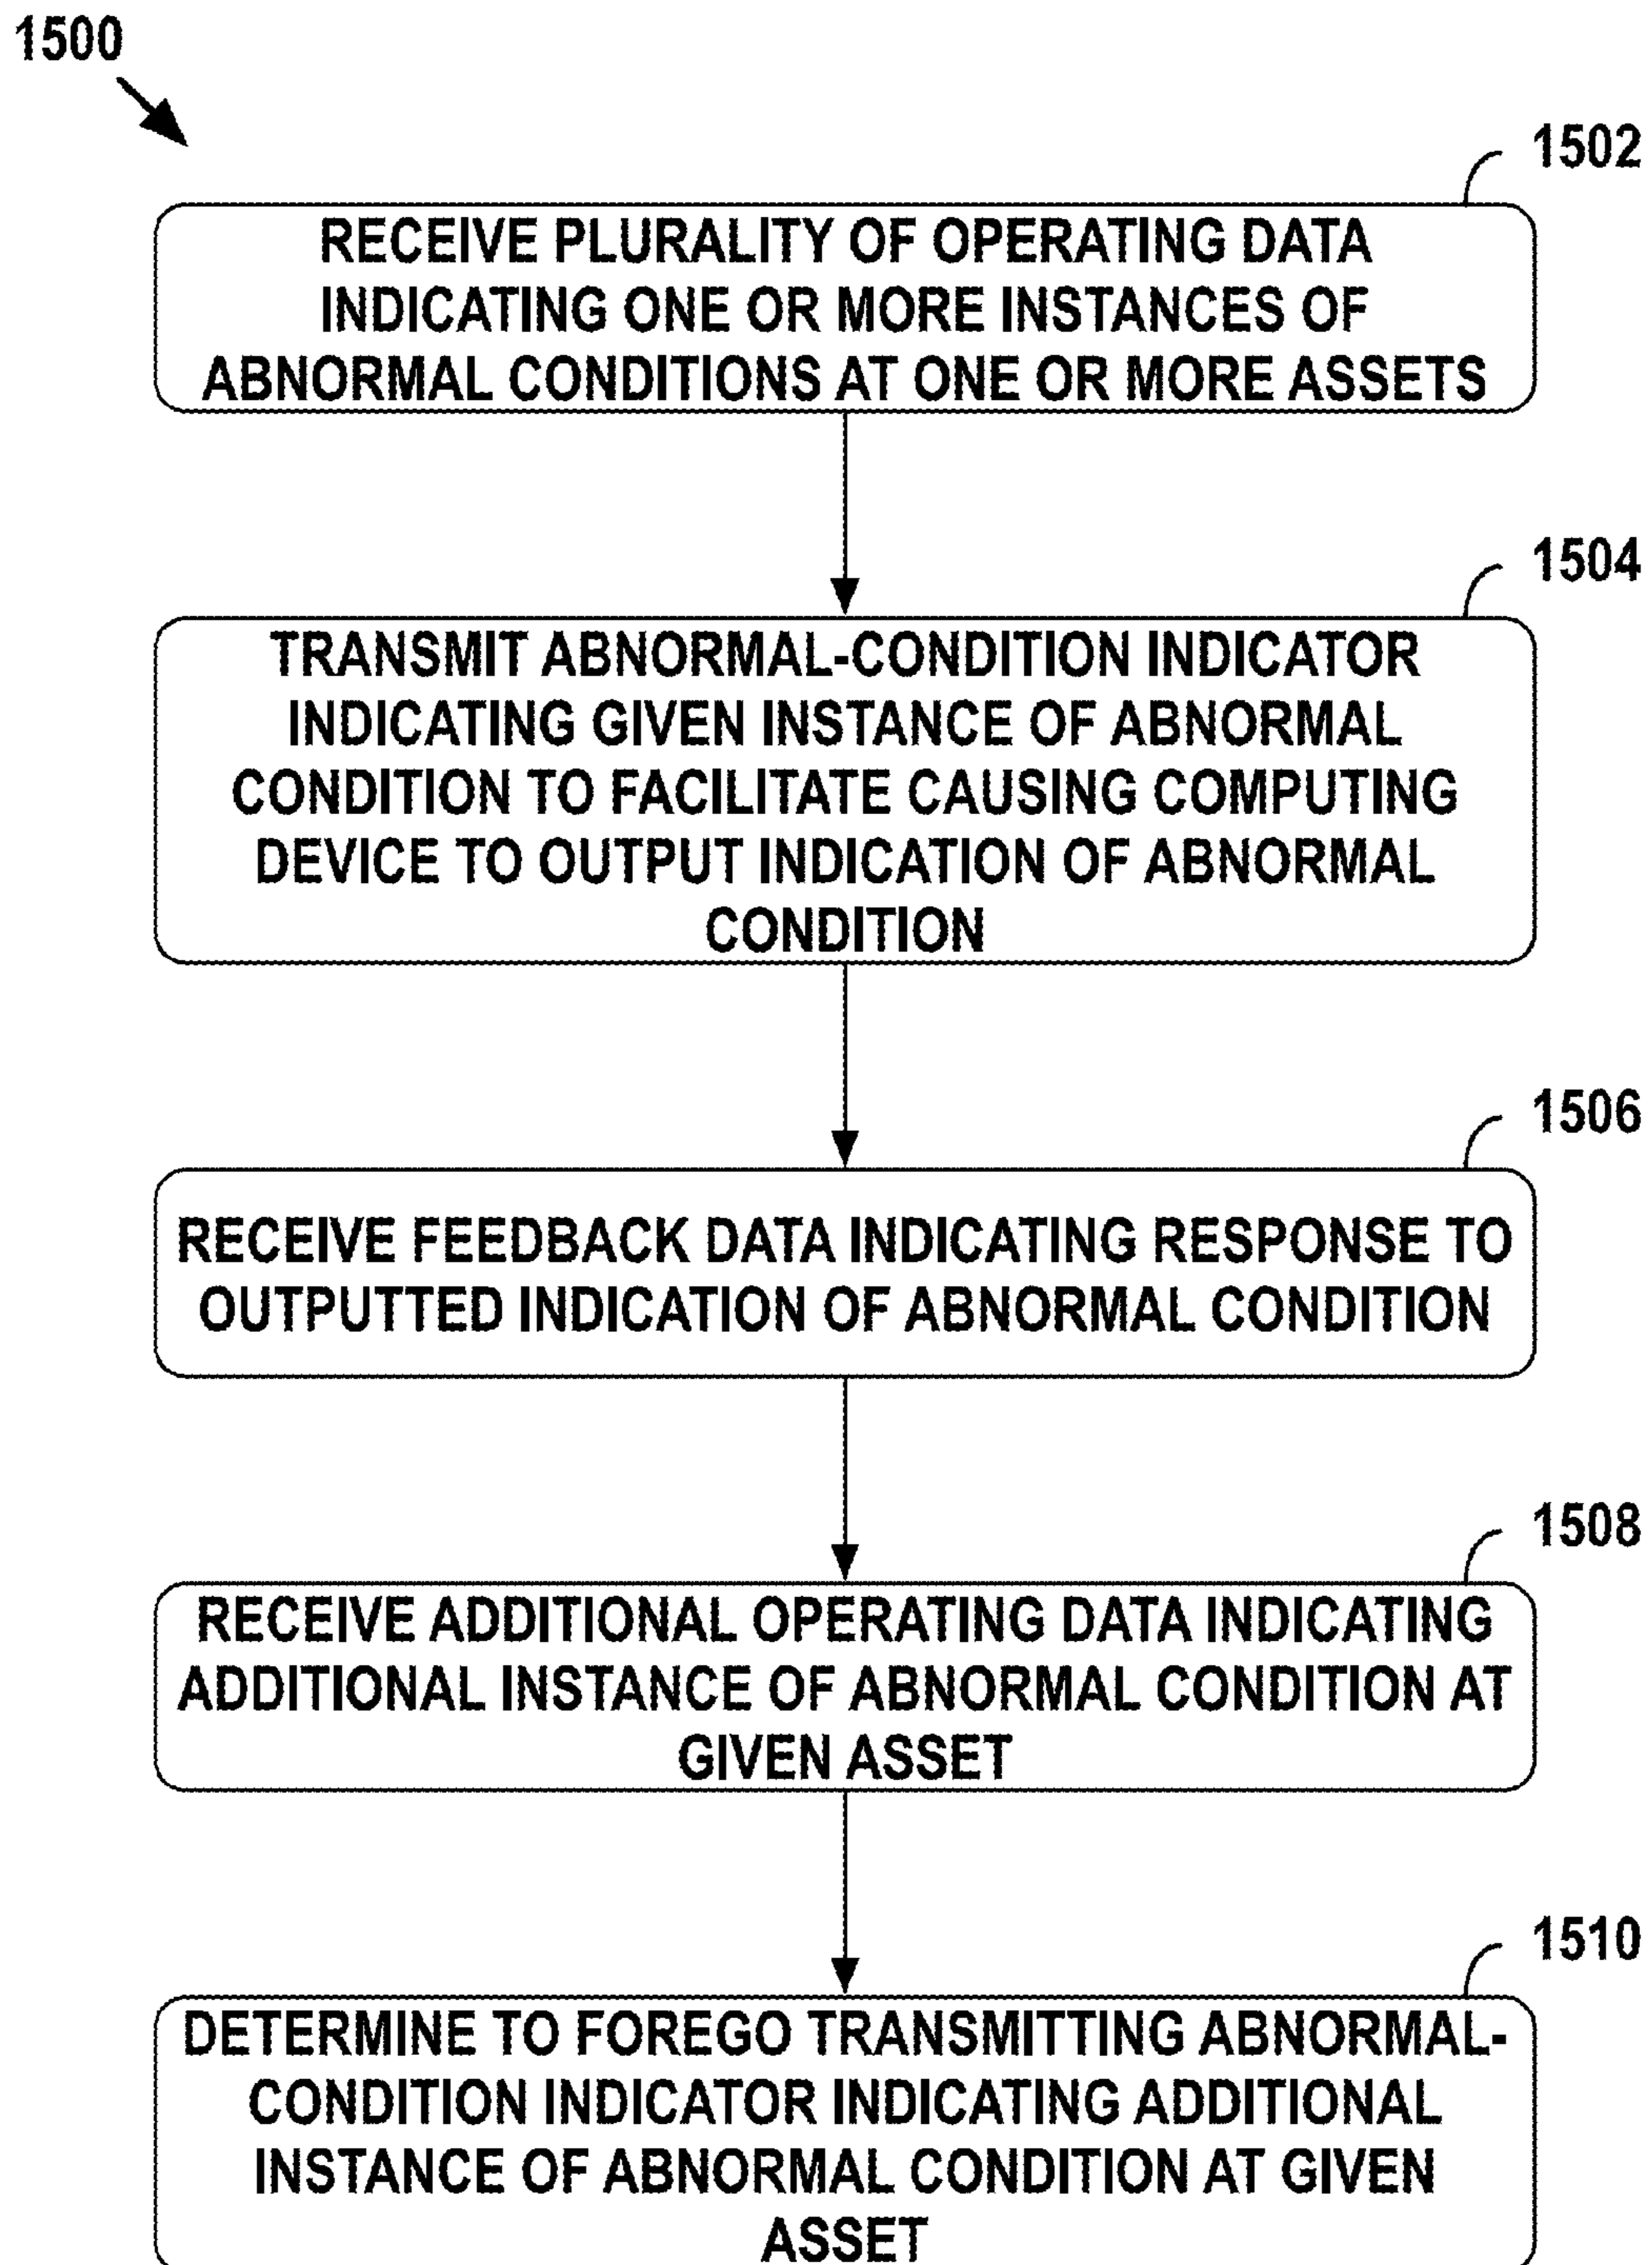 1500
1502
RECEIVE PLURALITY OF OPERATING DATA
INDICATING ONE OR MORE INSTANCES OF
ABNORMAL CONDITIONS AT ONE OR MORE ASSETS
1504
TRANSMIT ABNORMAL-CONDITION INDICATOR
INDICATING GIVEN INSTANCE OF ABNORMAL
CONDITION TO FACILITATE CAUSING COMPUTING
DEVICE TO OUTPUT INDICATION OF ABNORMAL
CONDITION
1506
RECEIVE FEEDBACK DATA INDICATING RESPONSE TO
OUTPUTTED INDICATION OF ABNORMAL CONDITION
1508
RECEIVE ADDITIONAL OPERATING DATA INDICATING
ADDITIONAL INSTANCE OF ABNORMAL CONDITION AT
GIVEN ASSET
1510
DETERMINE TO FOREGO TRANSMITTING ABNORMAL-
CONDITION INDICATOR INDICATING ADDITIONAL
INSTANCE OF ABNORMAL CONDITION AT GIVEN
ASSET